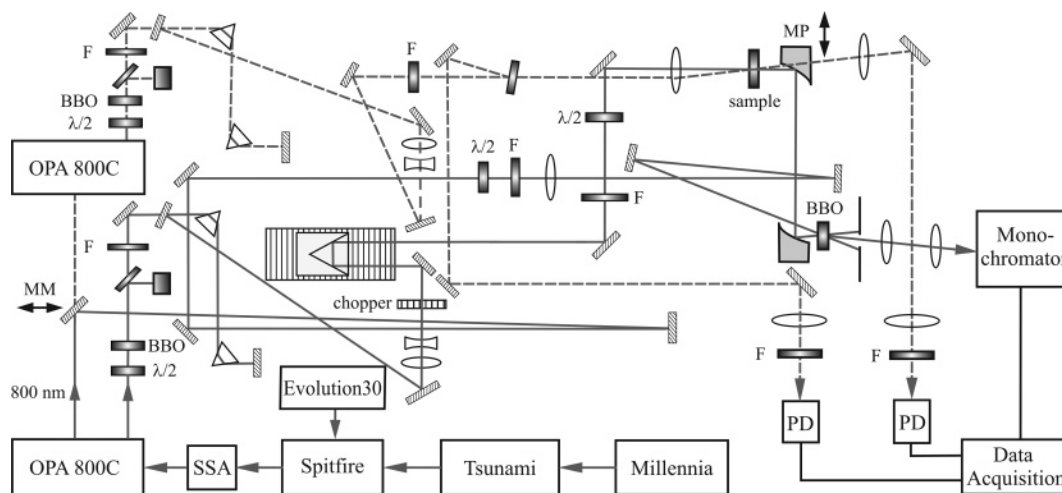 F
BBO
λ/2
OPA 800C
F
MM
BBO
λ/2
800 nm
OPA 800C
SSA
Evolution30
Spitfire
Tsunami
Millennia
chopper
F
λ/2
F
λ/2
F
MP
sample
BBO
F
PD
F
PD
Mono-
chromator
Data
Acquisition